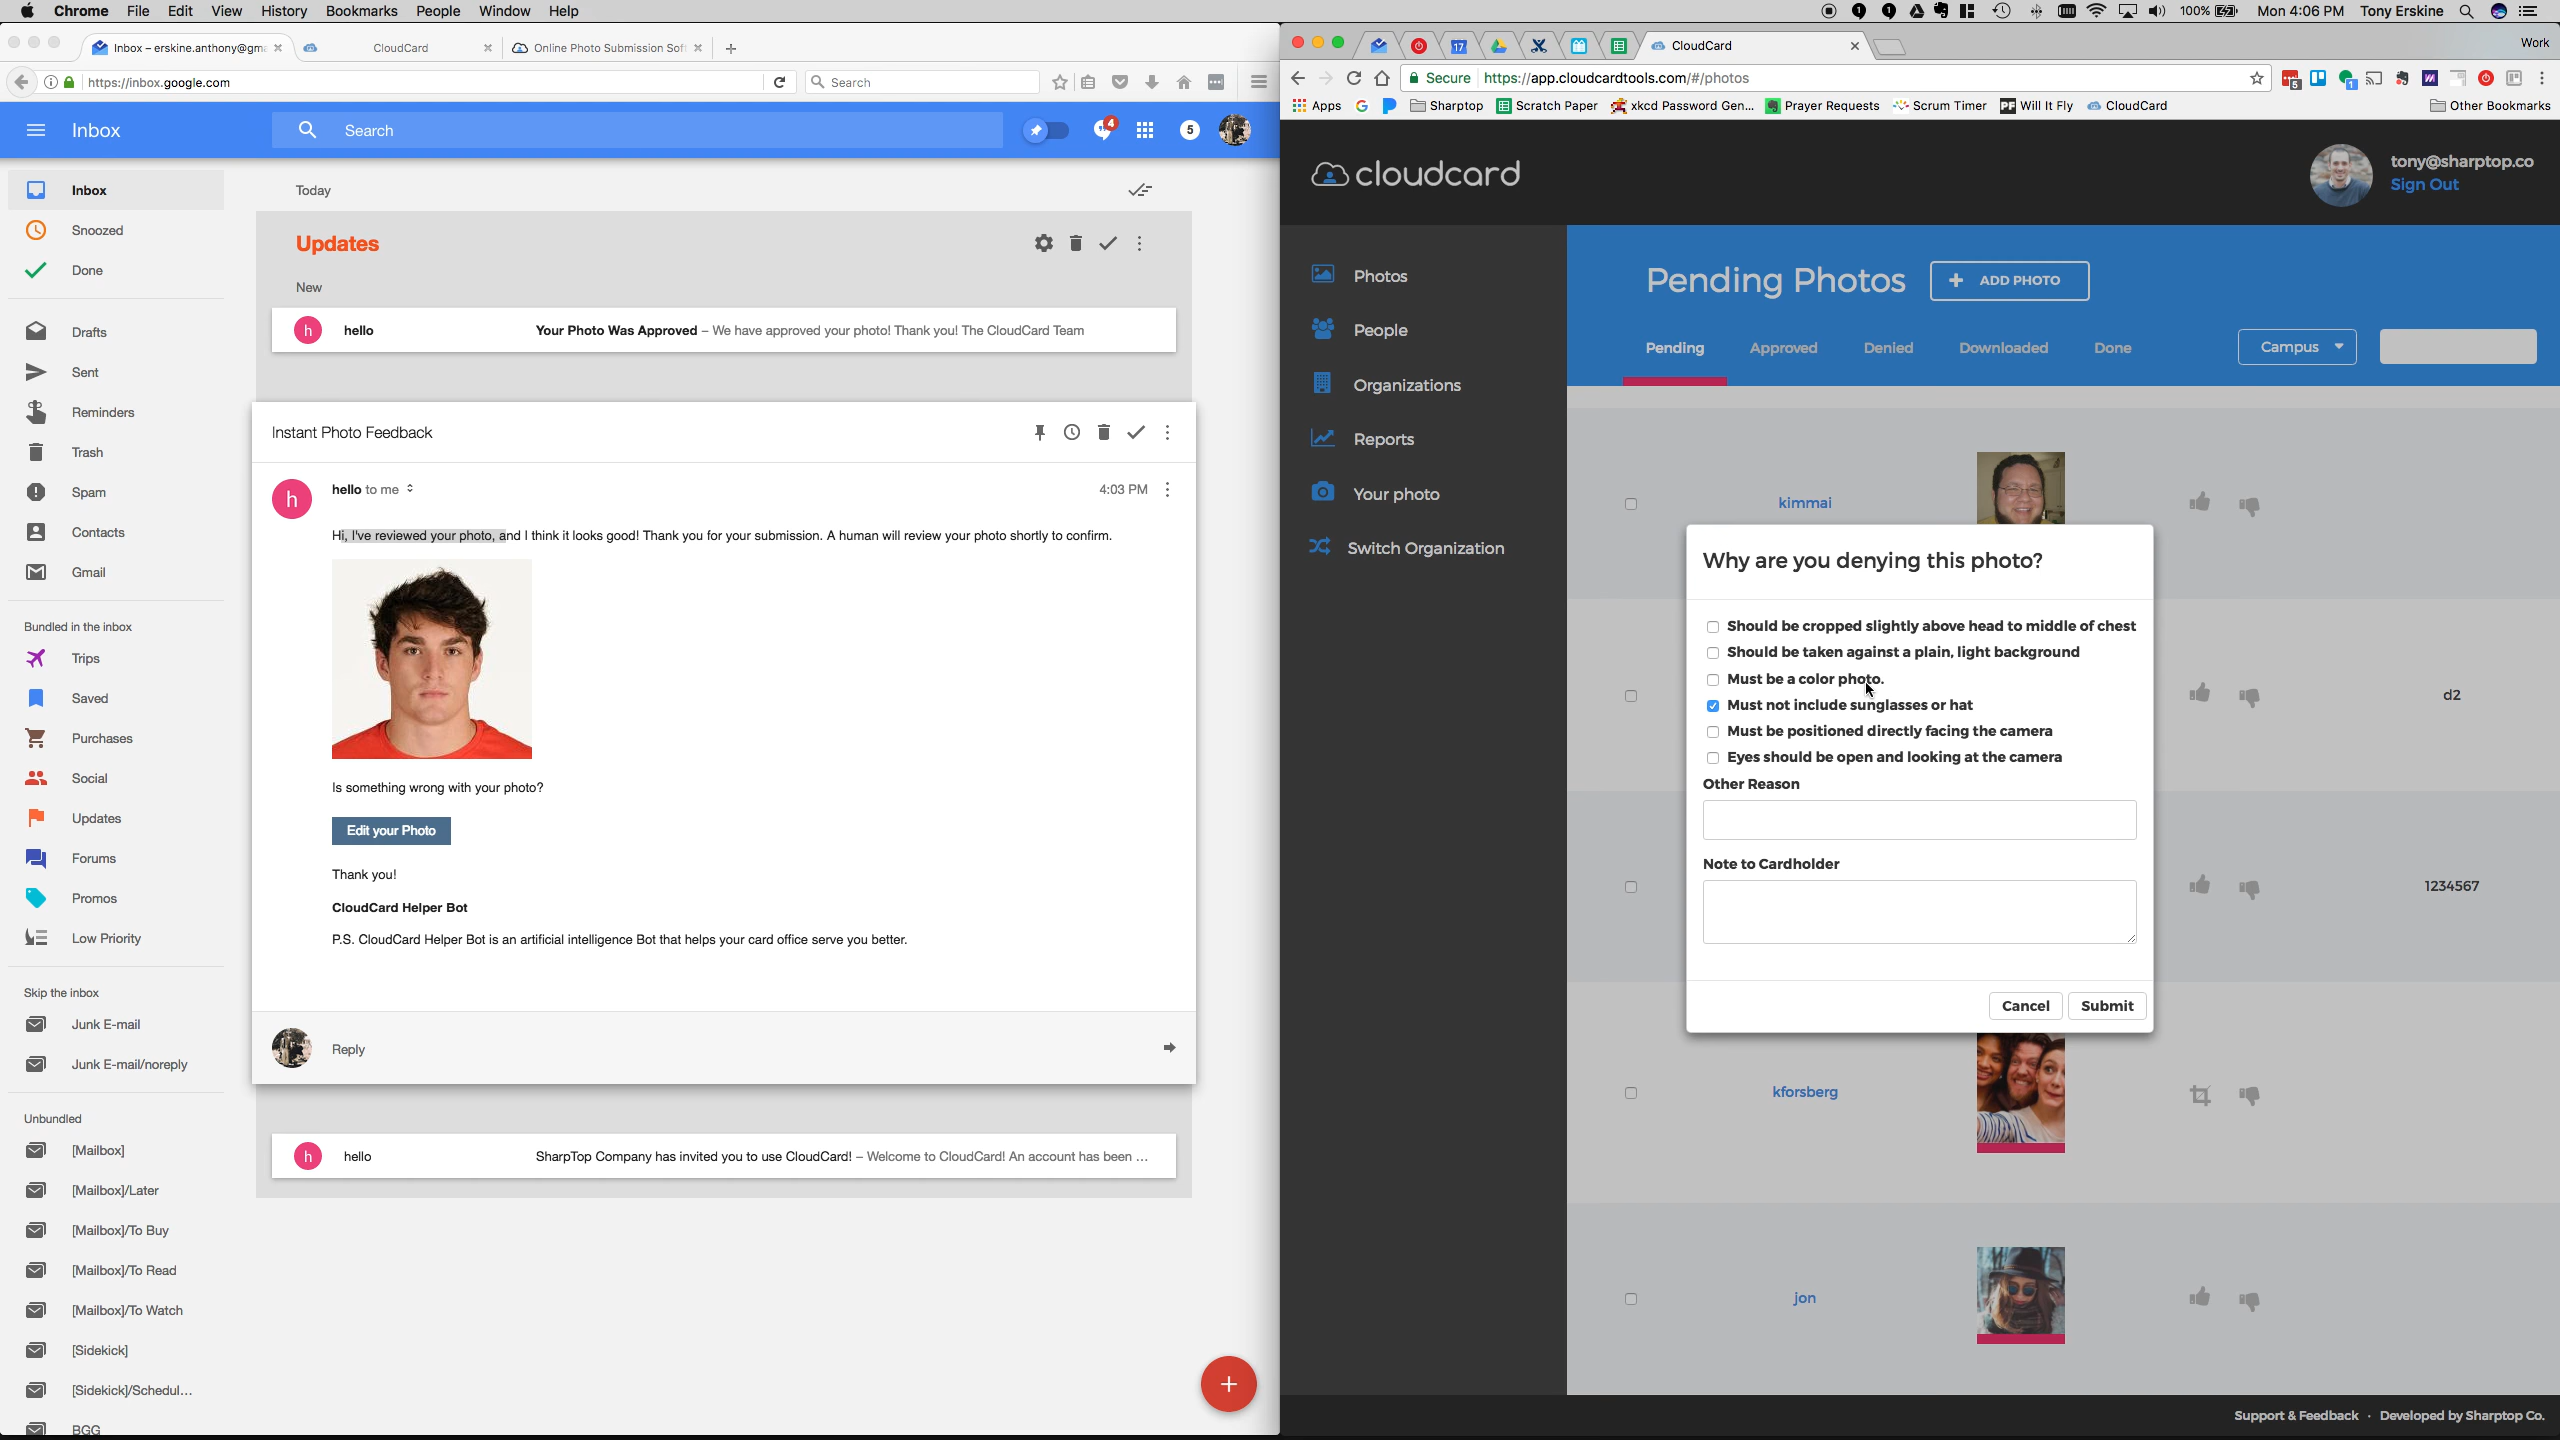 Chrome File Edit View History Bookmarks People Window Help
100% Mon 4:06 PM Tony Erskine
Inbox – erskine.anthony@gm
CloudCard
Online Photo Submission Sof
https://inbox.google.com
Search
Inbox
Search
4
5
Inbox
Snoozed
Done
Drafts
Sent
Reminders
Trash
Spam
Contacts
Gmail
Bundled in the inbox
Trips
Saved
Purchases
Social
Updates
Forums
Promos
Low Priority
Skip the inbox
Junk E-mail
Junk E-mail/noreply
Unbundled
[Mailbox]
[Mailbox]/Later
[Mailbox]/To Buy
[Mailbox]/To Read
[Mailbox]/To Watch
[Sidekick]
[Sidekick]/Schedul...
BGG
Today
Updates
New
h hello Your Photo Was Approved – We have approved your photo! Thank you! The CloudCard Team
Instant Photo Feedback
h hello to me 4:03 PM
Hi, I've reviewed your photo, and I think it looks good! Thank you for your submission. A human will review your photo shortly to confirm.
Is something wrong with your photo?
Edit your Photo
Thank you!
CloudCard Helper Bot
P.S. CloudCard Helper Bot is an artificial intelligence Bot that helps your card office serve you better.
Reply
h hello SharpTop Company has invited you to use CloudCard! – Welcome to CloudCard! An account has been ...
+
17 CloudCard Work
Secure https://app.cloudcardtools.com/#/photos
Apps Sharptop Scratch Paper xkcd Password Gen... Prayer Requests Scrum Timer PF Will It Fly CloudCard Other Bookmarks
cloudcard
tony@sharptop.co
Sign Out
Photos
People
Organizations
Reports
Your photo
Switch Organization
Pending Photos + ADD PHOTO
Pending Approved Denied Downloaded Done Campus
kimmai
d2
1234567
kforsberg
jon
Why are you denying this photo?
Should be cropped slightly above head to middle of chest
Should be taken against a plain, light background
Must be a color photo.
Must not include sunglasses or hat
Must be positioned directly facing the camera
Eyes should be open and looking at the camera
Other Reason
Note to Cardholder
Cancel Submit
Support & Feedback · Developed by Sharptop Co.